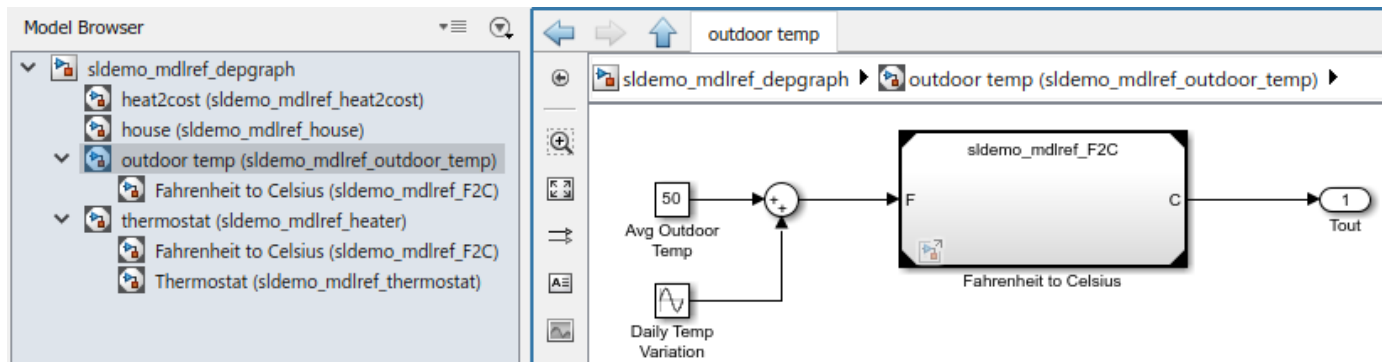 Model Browser
sldemo_mdlref_depgraph
heat2cost (sldemo_mdlref_heat2cost)
house (sldemo_mdlref_house)
outdoor temp (sldemo_mdlref_outdoor_temp)
Fahrenheit to Celsius (sldemo_mdlref_F2C)
thermostat (sldemo_mdlref_heater)
Fahrenheit to Celsius (sldemo_mdlref_F2C)
Thermostat (sldemo_mdlref_thermostat)
outdoor temp
sldemo_mdlref_depgraph outdoor temp (sldemo_mdlref_outdoor_temp)
50
Avg Outdoor
Temp
Daily Temp
Variation
sldemo_mdlref_F2C
F
C
Fahrenheit to Celsius
1
Tout